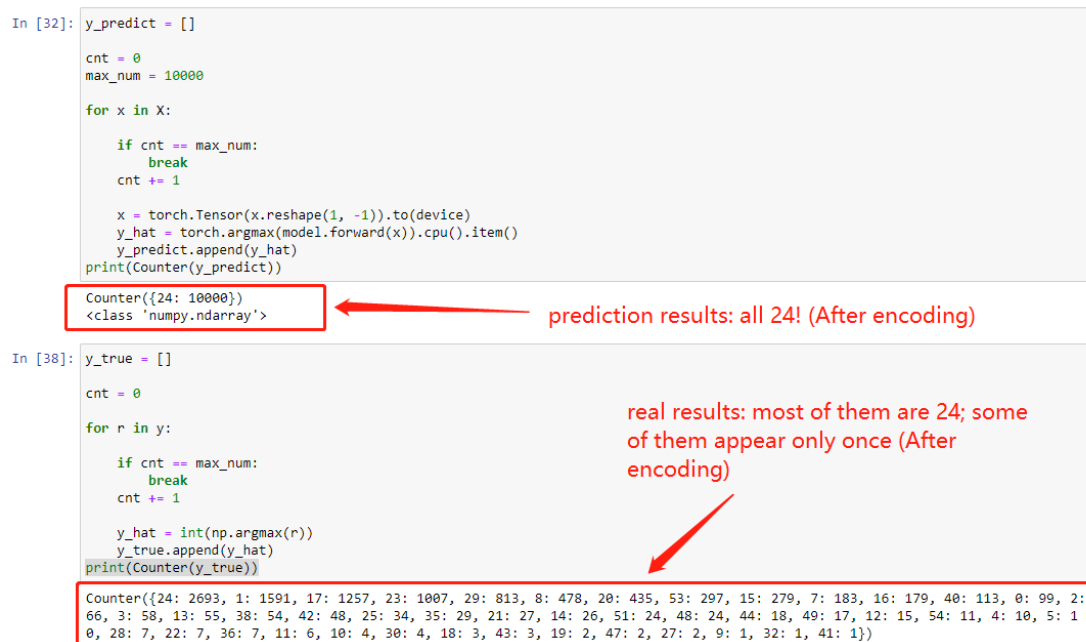 In [32]: y_predict = []
cnt = 0
max_num = 10000
for x in X:
if cnt == max_num:
break
cnt += 1
x = torch.Tensor(x.reshape(1, -1)).to(device)
y_hat = torch.argmax(model.forward(x)).cpu().item()
y_predict.append(y_hat)
print(Counter(y_predict))
Counter({24: 10000})
<class 'numpy.ndarray'>
prediction results: all 24! (After encoding)
In [38]: y_true = []
cnt = 0
for r in y:
if cnt == max_num:
break
cnt += 1
y_hat = int(np.argmax(r))
y_true.append(y_hat)
print(Counter(y_true))
real results: most of them are 24; some
of them appear only once (After
encoding)
Counter({24: 2693, 1: 1591, 17: 1257, 23: 1007, 29: 813, 8: 478, 20: 435, 53: 297, 15: 279, 7: 183, 16: 179, 40: 113, 0: 99, 2:
66, 3: 58, 13: 55, 38: 54, 42: 48, 25: 34, 35: 29, 21: 27, 14: 26, 51: 24, 48: 24, 44: 18, 49: 17, 12: 15, 54: 11, 4: 10, 5: 1
0, 28: 7, 22: 7, 36: 7, 11: 6, 10: 4, 30: 4, 18: 3, 43: 3, 19: 2, 47: 2, 27: 2, 9: 1, 32: 1, 41: 1})